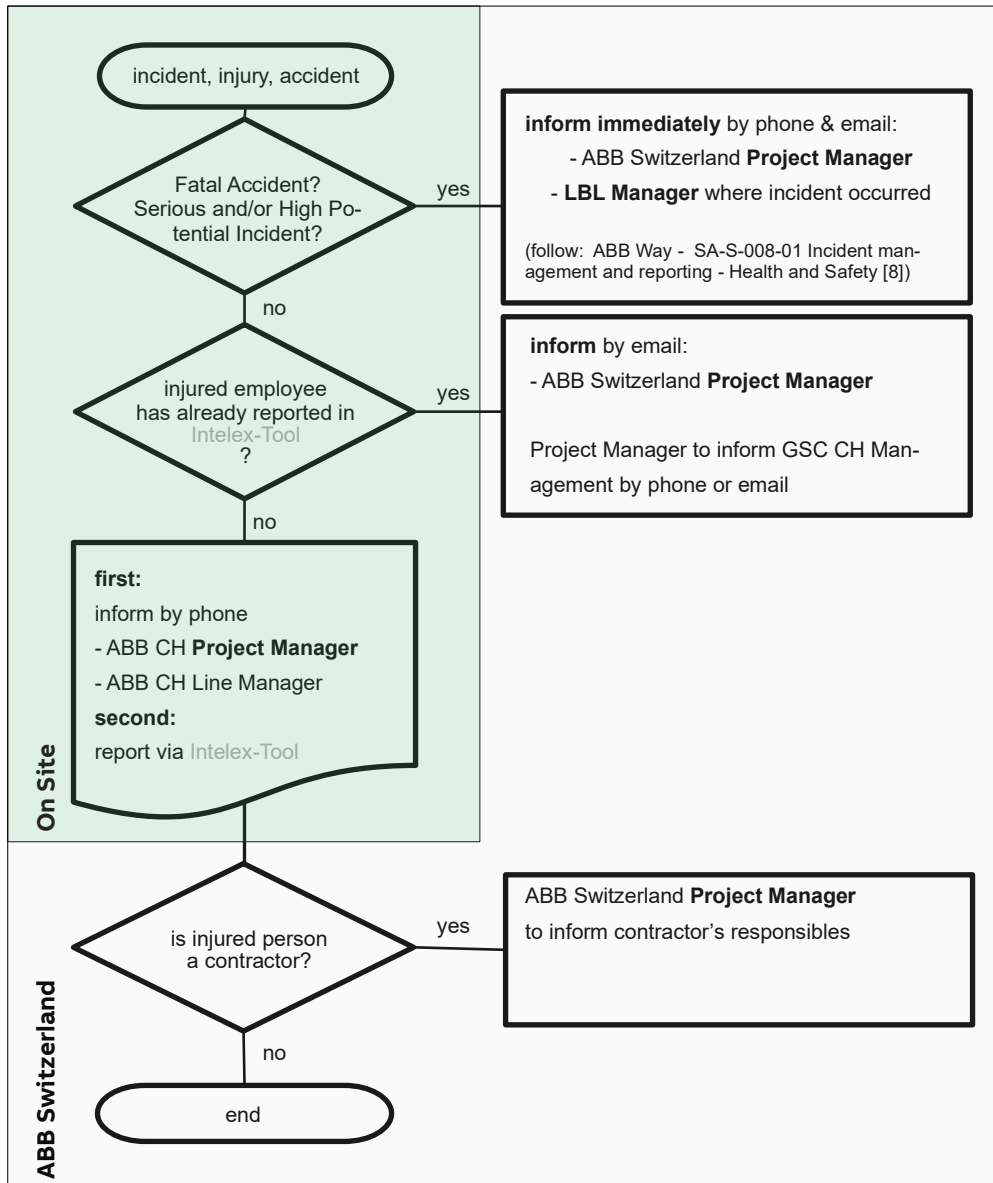 incident, injury, accident
Fatal Accident?
Serious and/or High Po-
tential Incident?
yes
inform immediately by phone & email:
- ABB Switzerland Project Manager
- LBL Manager where incident occurred
(follow: ABB Way - SA-S-008-01 Incident man-
agement and reporting - Health and Safety [8])
no
injured employee
has already reported in
Intelex-Tool
?
yes
inform by email:
- ABB Switzerland Project Manager
Project Manager to inform GSC CH Man-
agement by phone or email
no
first:
inform by phone
- ABB CH Project Manager
- ABB CH Line Manager
second:
report via Intelex-Tool
On Site
is injured person
a contractor?
yes
ABB Switzerland Project Manager
to inform contractor’s responsibles
no
end
ABB Switzerland